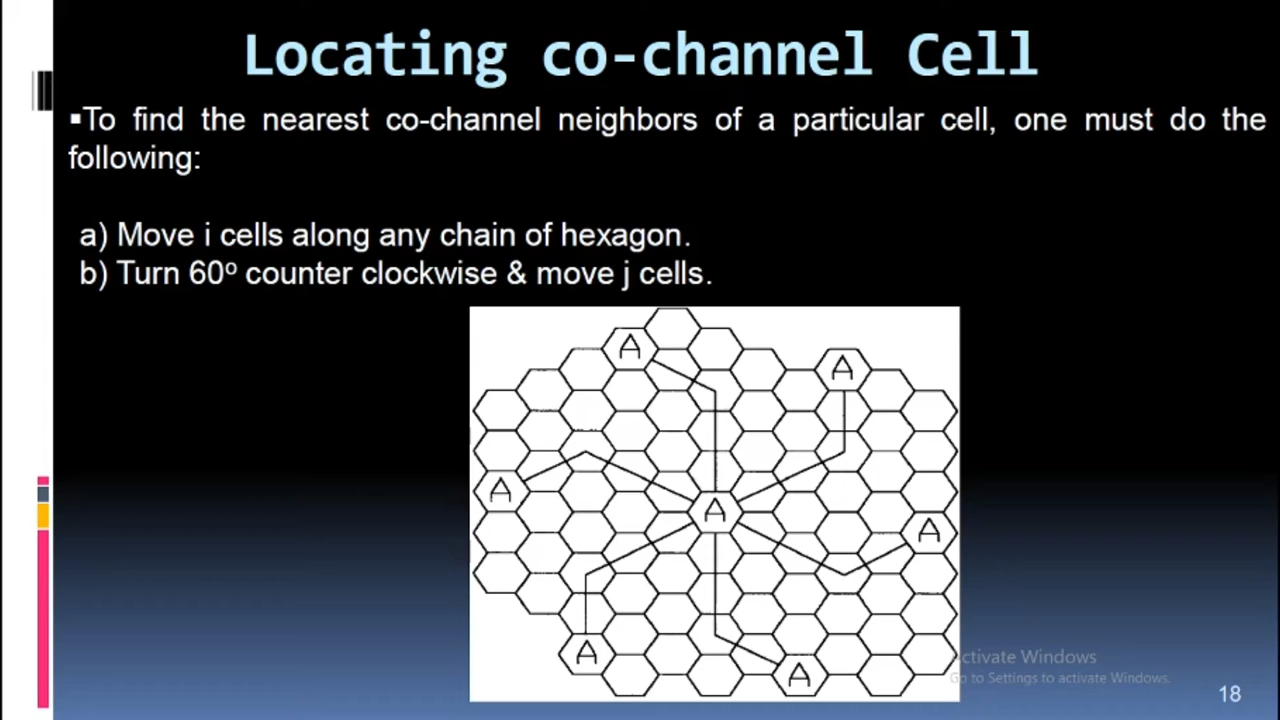 Locating co-channel Cell
▪To find the nearest co-channel neighbors of a particular cell, one must do the
following:
a) Move i cells along any chain of hexagon.
b) Turn 60º counter clockwise & move j cells.
A
A
A
A
A
A
A
Activate Windows
Go to Settings to activate Windows.
18